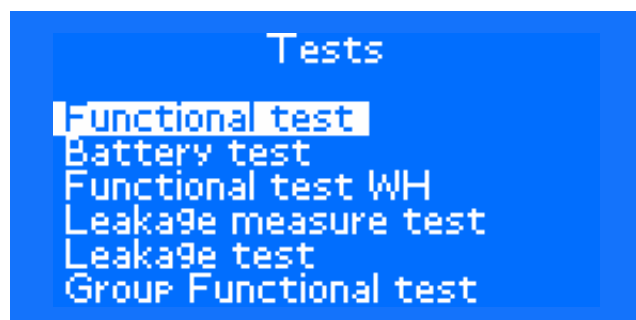 Tests
Functional test
Battery test
Functional test WH
Leakage measure test
Leakage test
Group Functional test